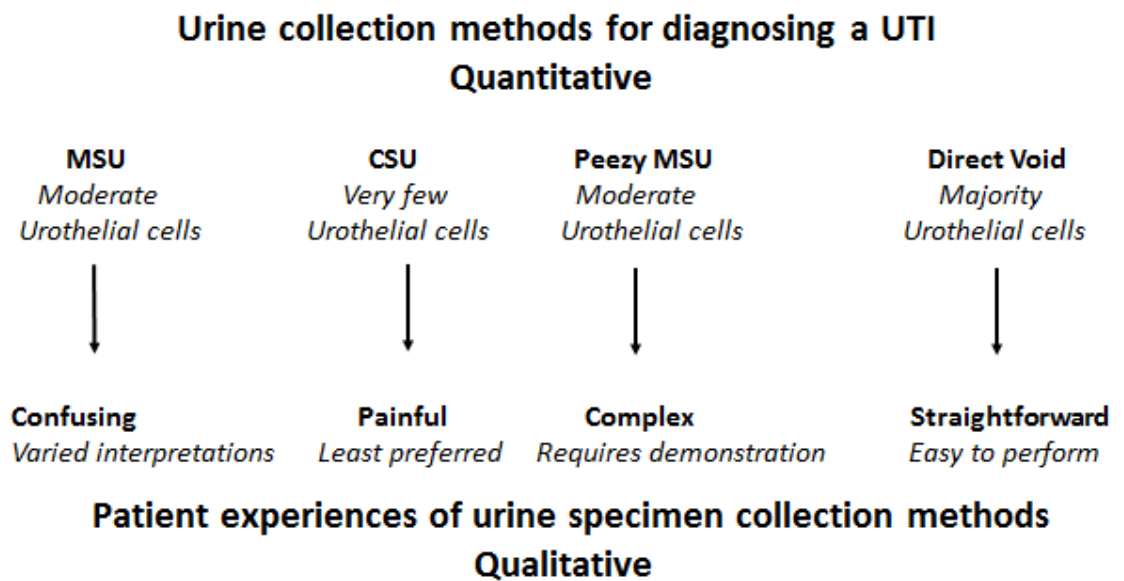 Urine collection methods for diagnosing a UTI
Quantitative
MSU
Moderate
Urothelial cells
CSU
Very few
Urothelial cells
Peezy MSU
Moderate
Urothelial cells
Direct Void
Majority
Urothelial cells
Confusing
Varied interpretations
Painful
Least preferred
Complex
Requires demonstration
Straightforward
Easy to perform
Patient experiences of urine specimen collection methods
Qualitative